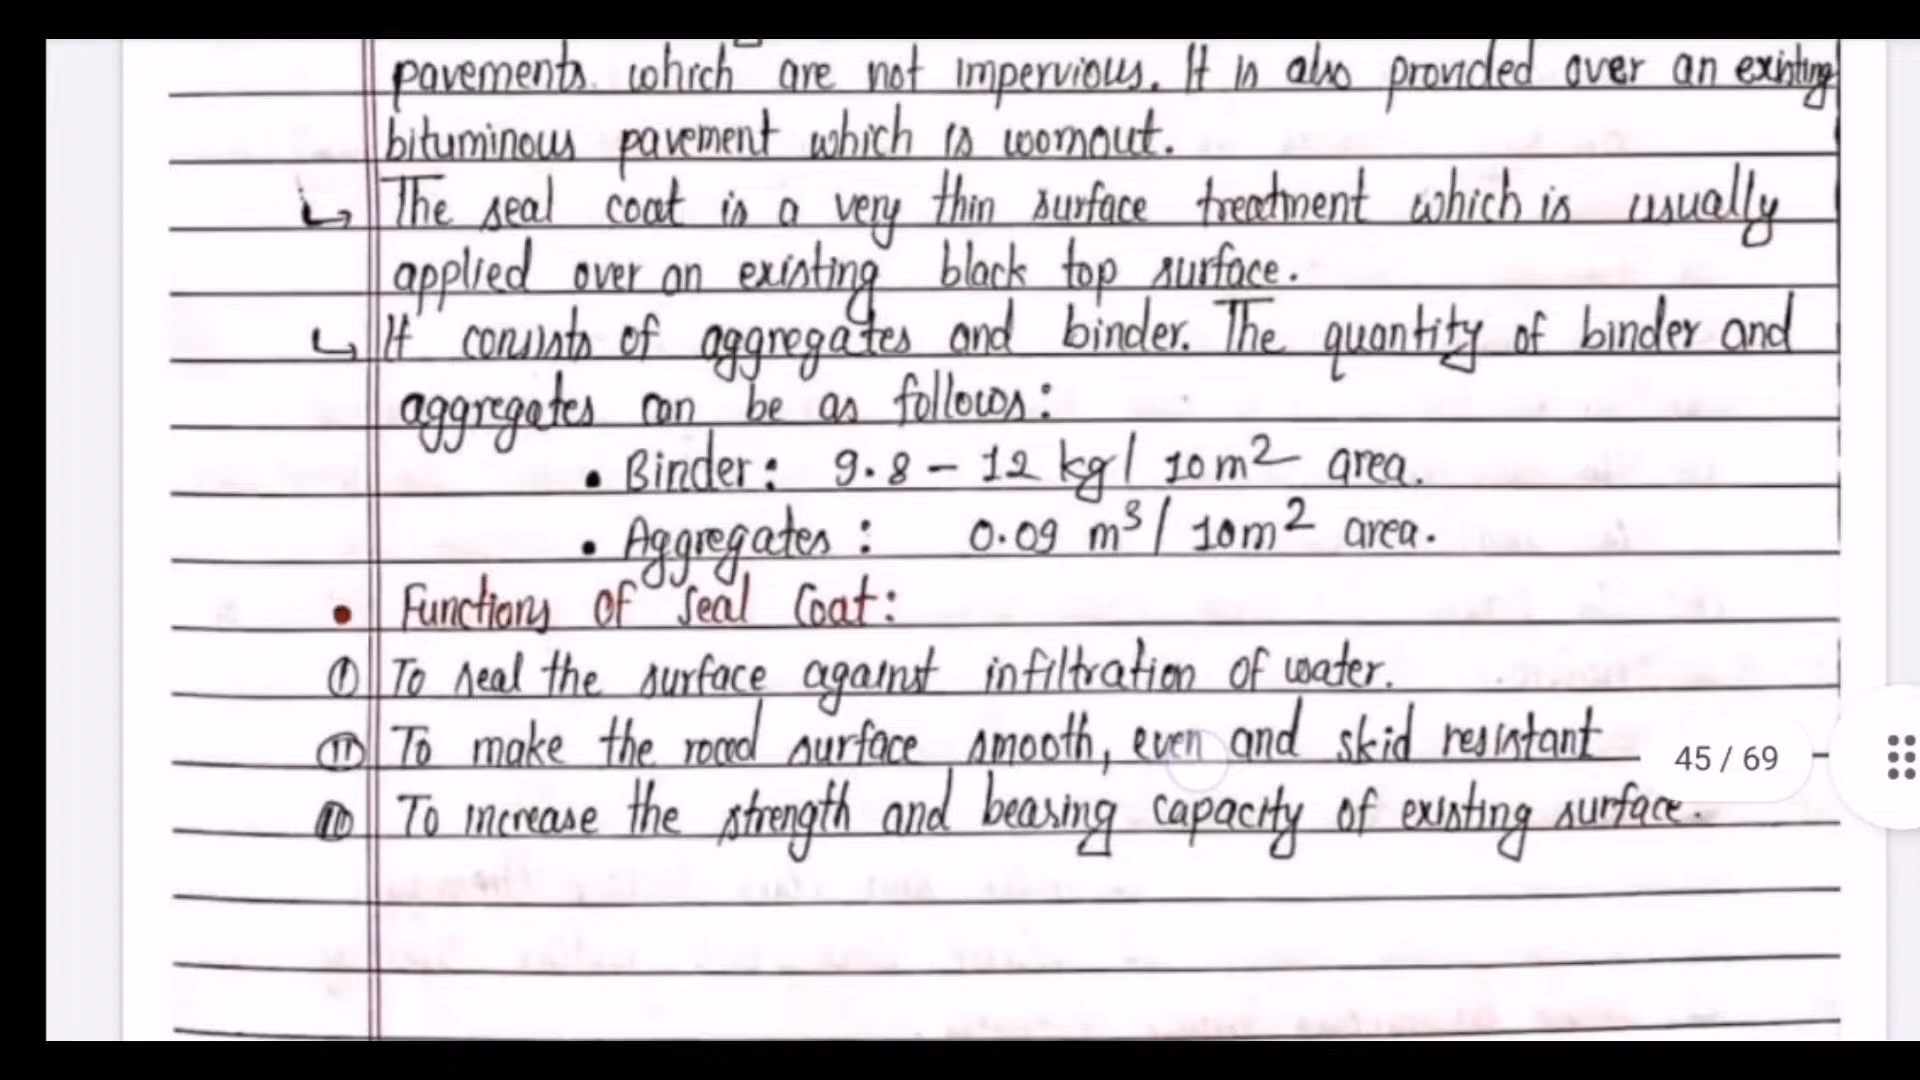 pavements which are not impervious. It is also provided over an existing
bituminous pavement which is wornout.
↳ The seal coat is a very thin surface treatment which is usually
applied over an existing black top surface.
↳ It consists of aggregates and binder. The quantity of binder and
aggregates can be as follows:
• Binder: 9.8 - 12 kg/ 10m² area.
• Aggregates: 0.09 m³/ 10m² area.
• Functions of Seal Coat:
(i) To seal the surface against infiltration of water.
(ii) To make the road surface smooth, even and skid resistant
(iii) To increase the strength and bearing capacity of existing surface.
45 / 69